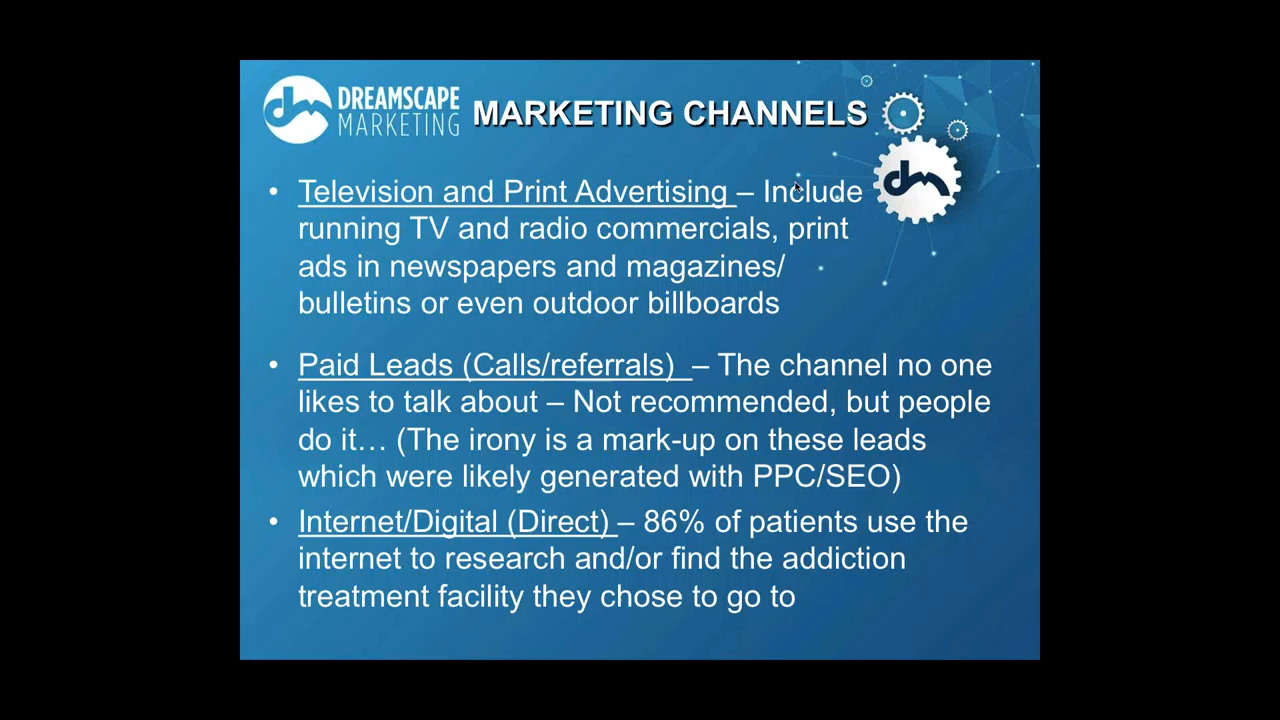 dm DREAMSCAPE
MARKETING
MARKETING CHANNELS
dm
• Television and Print Advertising – Include
running TV and radio commercials, print
ads in newspapers and magazines/
bulletins or even outdoor billboards
• Paid Leads (Calls/referrals) – The channel no one
likes to talk about – Not recommended, but people
do it… (The irony is a mark-up on these leads
which were likely generated with PPC/SEO)
• Internet/Digital (Direct) – 86% of patients use the
internet to research and/or find the addiction
treatment facility they chose to go to